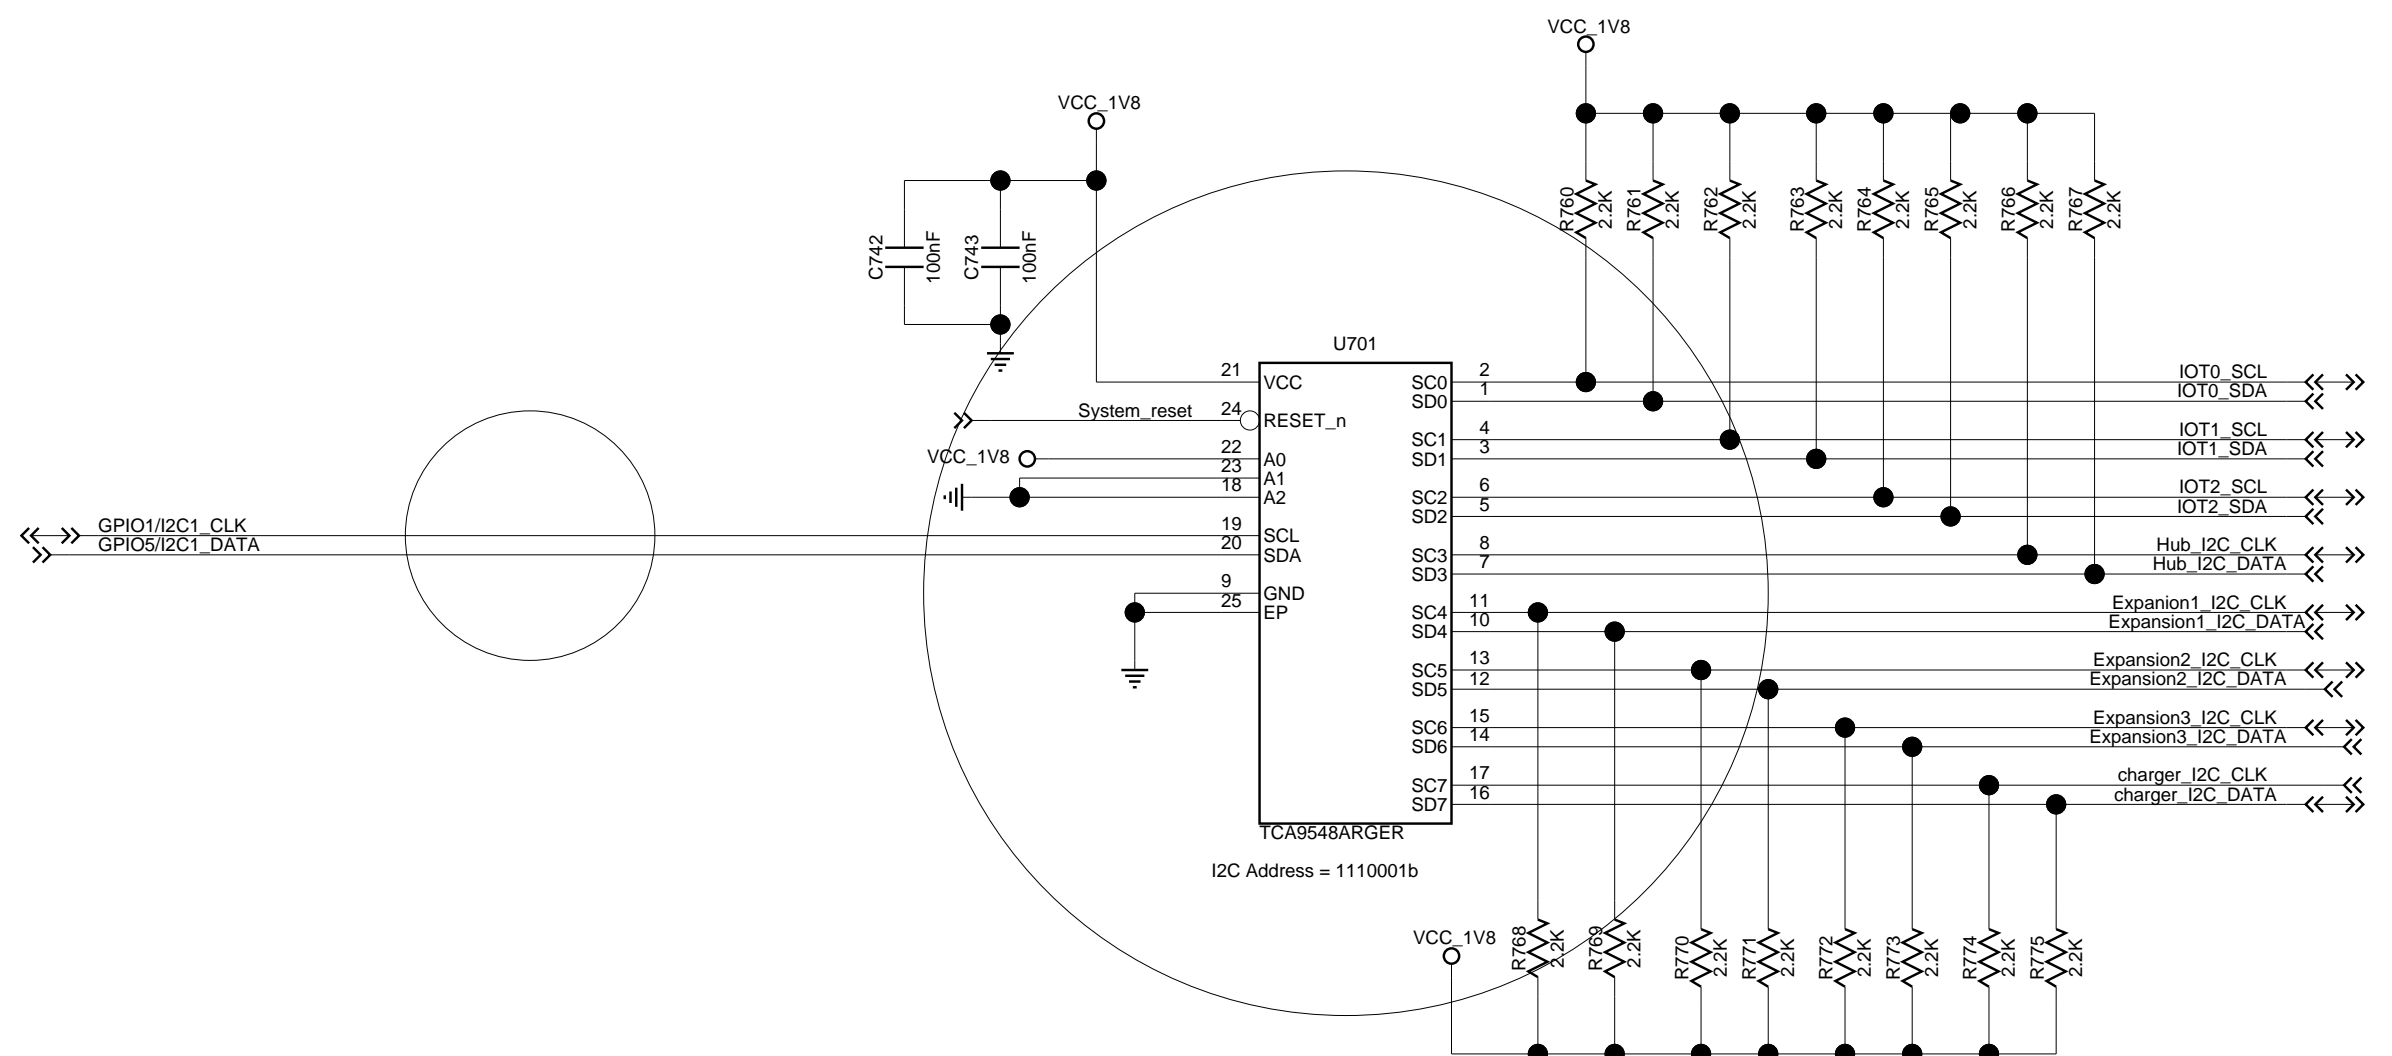 VCC_1V8
VCC_1V8
R760 2.2K
R761 2.2K
R762 2.2K
R763 2.2K
R764 2.2K
R765 2.2K
R766 2.2K
R767 2.2K
C742 100nF
C743 100nF
U701
21 VCC
24 RESET_n
System_reset
VCC_1V8
22 A0
23 A1
18 A2
GPIO1/I2C1_CLK
19 SCL
GPIO5/I2C1_DATA
20 SDA
9 GND
25 EP
SC0 2 IOT0_SCL
SD0 1 IOT0_SDA
SC1 4 IOT1_SCL
SD1 3 IOT1_SDA
SC2 6 IOT2_SCL
SD2 5 IOT2_SDA
SC3 8 Hub_I2C_CLK
SD3 7 Hub_I2C_DATA
SC4 11 Expanion1_I2C_CLK
SD4 10 Expansion1_I2C_DATA
SC5 13 Expansion2_I2C_CLK
SD5 12 Expansion2_I2C_DATA
SC6 15 Expansion3_I2C_CLK
SD6 14 Expansion3_I2C_DATA
SC7 17 charger_I2C_CLK
SD7 16 charger_I2C_DATA
TCA9548ARGER
I2C Address = 1110001b
VCC_1V8
R768 2.2K
R769 2.2K
R770 2.2K
R771 2.2K
R772 2.2K
R773 2.2K
R774 2.2K
R775 2.2K